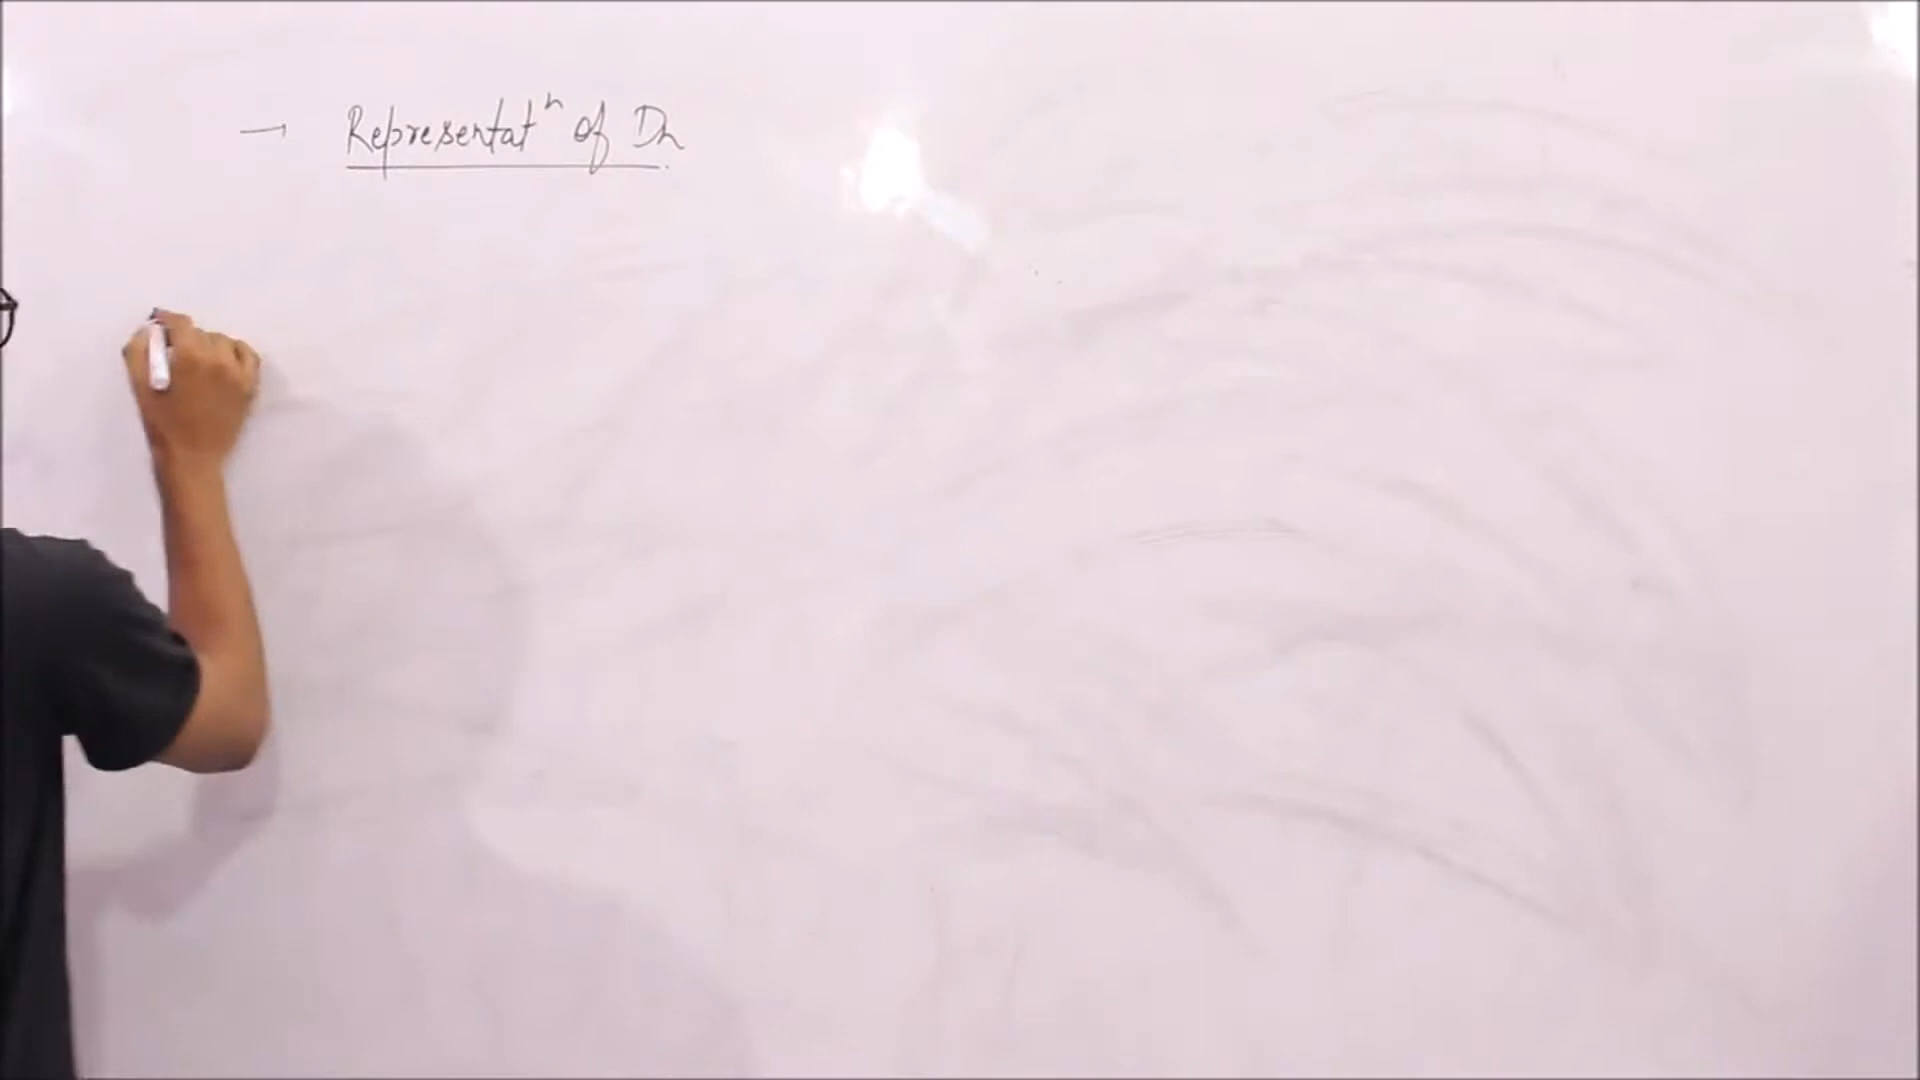 → Representatⁿ of Dn